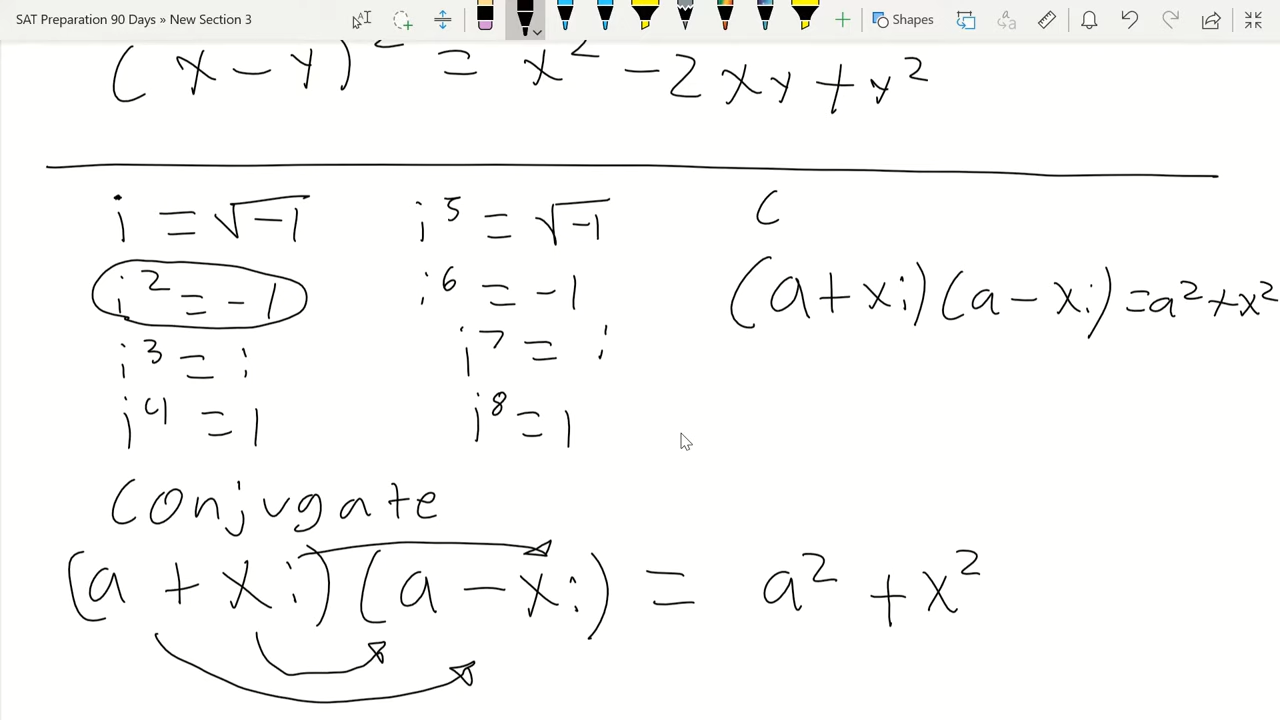 SAT Preparation 90 Days » New Section 3
Shapes
(x-y)² = x² - 2xy + y²
i = √-1
i² = -1
i³ = i
i⁴ = 1
i⁵ = √-1
i⁶ = -1
i⁷ = i
i⁸ = 1
C
(a+xi)(a-xi)=a²+x²
Conjugate
(a + xi)(a - xi) = a² + x²